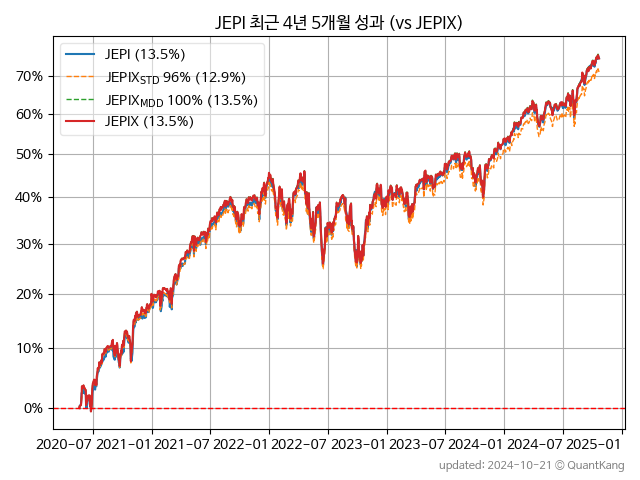 JEPI 최근 4년 5개월 성과 (vs JEPIX)
JEPI (13.5%)
JEPIX_STD 96% (12.9%)
JEPIX_MDD 100% (13.5%)
JEPIX (13.5%)
70%
60%
50%
40%
30%
20%
10%
0%
2020-07 2021-01 2021-07 2022-01 2022-07 2023-01 2023-07 2024-01 2024-07 2025-01
updated: 2024-10-21 © QuantKang